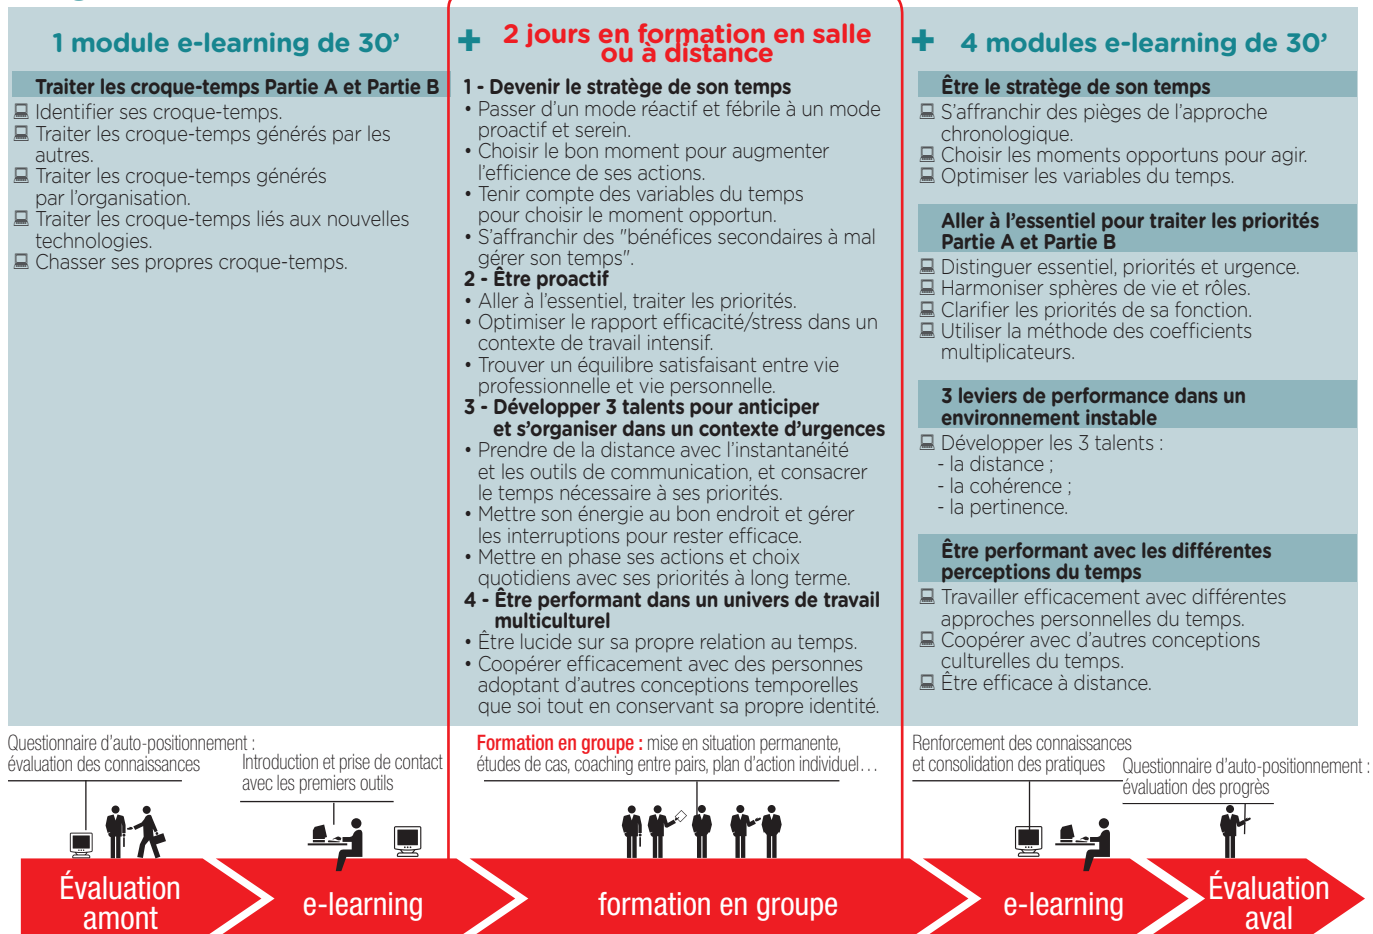 1 module e-learning de 30’
Traiter les croque-temps Partie A et Partie B
Identifier ses croque-temps.
Traiter les croque-temps générés par les
autres.
Traiter les croque-temps générés
par l’organisation.
Traiter les croque-temps liés aux nouvelles
technologies.
Chasser ses propres croque-temps.
+ 2 jours en formation en salle
ou à distance
1 - Devenir le stratège de son temps
• Passer d’un mode réactif et fébrile à un mode
proactif et serein.
• Choisir le bon moment pour augmenter
l’efficience de ses actions.
• Tenir compte des variables du temps
pour choisir le moment opportun.
• S’affranchir des "bénéfices secondaires à mal
gérer son temps".
2 - Être proactif
• Aller à l’essentiel, traiter les priorités.
• Optimiser le rapport efficacité/stress dans un
contexte de travail intensif.
• Trouver un équilibre satisfaisant entre vie
professionnelle et vie personnelle.
3 - Développer 3 talents pour anticiper
et s’organiser dans un contexte d’urgences
• Prendre de la distance avec l’instantanéité
et les outils de communication, et consacrer
le temps nécessaire à ses priorités.
• Mettre son énergie au bon endroit et gérer
les interruptions pour rester efficace.
• Mettre en phase ses actions et choix
quotidiens avec ses priorités à long terme.
4 - Être performant dans un univers de travail
multiculturel
• Être lucide sur sa propre relation au temps.
• Coopérer efficacement avec des personnes
adoptant d’autres conceptions temporelles
que soi tout en conservant sa propre identité.
+ 4 modules e-learning de 30’
Être le stratège de son temps
S’affranchir des pièges de l’approche
chronologique.
Choisir les moments opportuns pour agir.
Optimiser les variables du temps.
Aller à l’essentiel pour traiter les priorités
Partie A et Partie B
Distinguer essentiel, priorités et urgence.
Harmoniser sphères de vie et rôles.
Clarifier les priorités de sa fonction.
Utiliser la méthode des coefficients
multiplicateurs.
3 leviers de performance dans un
environnement instable
Développer les 3 talents :
- la distance ;
- la cohérence ;
- la pertinence.
Être performant avec les différentes
perceptions du temps
Travailler efficacement avec différentes
approches personnelles du temps.
Coopérer avec d’autres conceptions
culturelles du temps.
Être efficace à distance.
Questionnaire d’auto-positionnement :
évaluation des connaissances
Introduction et prise de contact
avec les premiers outils
Formation en groupe : mise en situation permanente,
études de cas, coaching entre pairs, plan d’action individuel…
Renforcement des connaissances
et consolidation des pratiques
Questionnaire d’auto-positionnement :
évaluation des progrès
Évaluation
amont
e-learning
formation en groupe
e-learning
Évaluation
aval